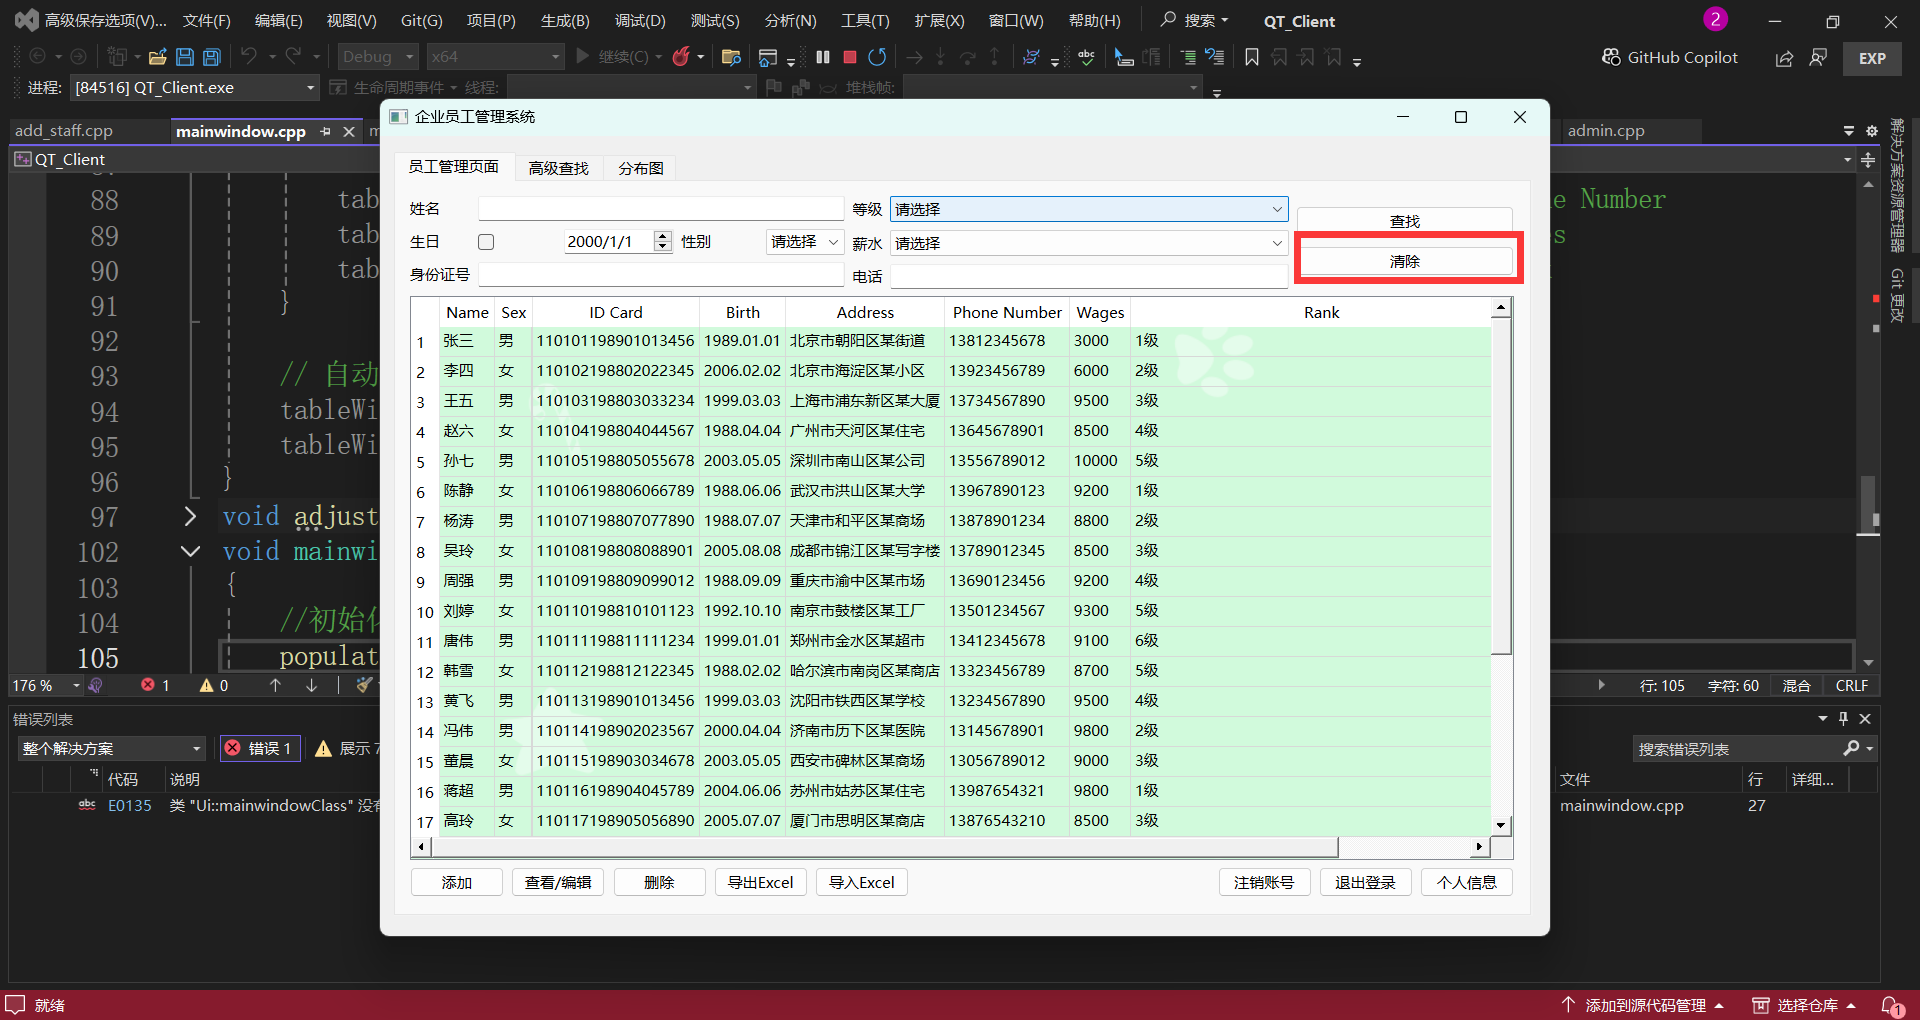 高级保存选项(V)... 文件(F) 编辑(E) 视图(V) Git(G) 项目(P) 生成(B) 调试(D) 测试(S) 分析(N) 工具(T) 扩展(X) 窗口(W) 帮助(H) 搜索 QT_Client 2
Debug x64 继续(C) abc GitHub Copilot EXP
进程: [84516] QT_Client.exe 生命周期事件 线程: 堆栈帧:
企业员工管理系统
add_staff.cpp mainwindow.cpp m admin.cpp
QT_Client
解决方案资源管理器
Git 更改
员工管理页面 高级查找 分布图
姓名 等级 请选择 查找
生日 2000/1/1 性别 请选择 薪水 请选择 清除
身份证号 电话
88 tab e Number
89 tab s
90 tab
91 }
92
93 // 自动
94 tableWi
95 tableWi
96 }
97 void adjust
102 void mainwi
103 {
104 //初始化
105 populat
Name Sex ID Card Birth Address Phone Number Wages Rank
1 张三 男 110101198901013456 1989.01.01 北京市朝阳区某街道 13812345678 3000 1级
2 李四 女 110102198802022345 2006.02.02 北京市海淀区某小区 13923456789 6000 2级
3 王五 男 110103198803033234 1999.03.03 上海市浦东新区某大厦 13734567890 9500 3级
4 赵六 女 110104198804044567 1988.04.04 广州市天河区某住宅 13645678901 8500 4级
5 孙七 男 110105198805055678 2003.05.05 深圳市南山区某公司 13556789012 10000 5级
6 陈静 女 110106198806066789 1988.06.06 武汉市洪山区某大学 13967890123 9200 1级
7 杨涛 男 110107198807077890 1988.07.07 天津市和平区某商场 13878901234 8800 2级
8 吴玲 女 110108198808088901 2005.08.08 成都市锦江区某写字楼 13789012345 8500 3级
9 周强 男 110109198809099012 1988.09.09 重庆市渝中区某市场 13690123456 9200 4级
10 刘婷 女 110110198810101123 1992.10.10 南京市鼓楼区某工厂 13501234567 9300 5级
11 唐伟 男 110111198811111234 1999.01.01 郑州市金水区某超市 13412345678 9100 6级
12 韩雪 女 110112198812122345 1988.02.02 哈尔滨市南岗区某商店 13323456789 8700 5级
13 黄飞 男 110113198901013456 1999.03.03 沈阳市铁西区某学校 13234567890 9500 4级
14 冯伟 男 110114198902023567 2000.04.04 济南市历下区某医院 13145678901 9800 2级
15 董晨 女 110115198903034678 2003.05.05 西安市碑林区某商场 13056789012 9000 3级
16 蒋超 男 110116198904045789 2004.06.06 苏州市姑苏区某住宅 13987654321 9800 1级
17 高玲 女 110117198905056890 2005.07.07 厦门市思明区某商店 13876543210 8500 3级
添加 查看/编辑 删除 导出Excel 导入Excel 注销账号 退出登录 个人信息
176 % 1 0 行: 105 字符: 60 混合 CRLF
错误列表
整个解决方案 错误 1 展示 7 搜索错误列表
代码 说明 文件 行 详细...
abc E0135 类 "Ui::mainwindowClass" 没有 mainwindow.cpp 27
就绪 添加到源代码管理 选择仓库 1